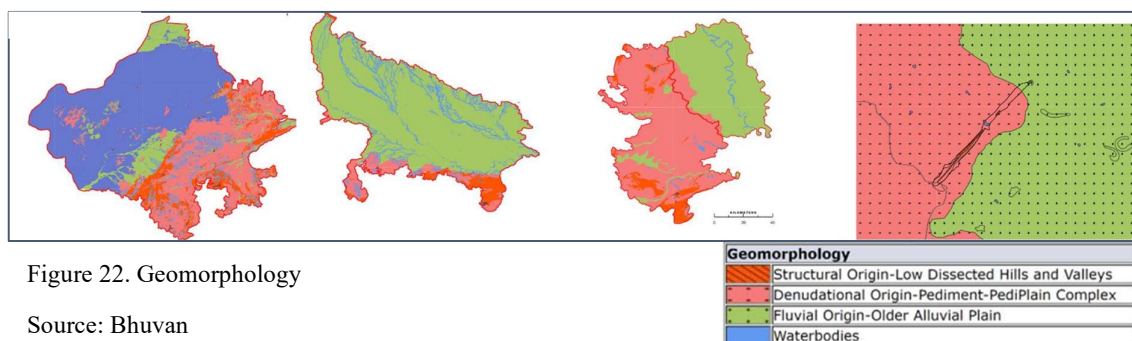 Figure 22. Geomorphology
Source: Bhuvan
Geomorphology
Structural Origin-Low Dissected Hills and Valleys
Denudational Origin-Pediment-PediPlain Complex
Fluvial Origin-Older Alluvial Plain
Waterbodies